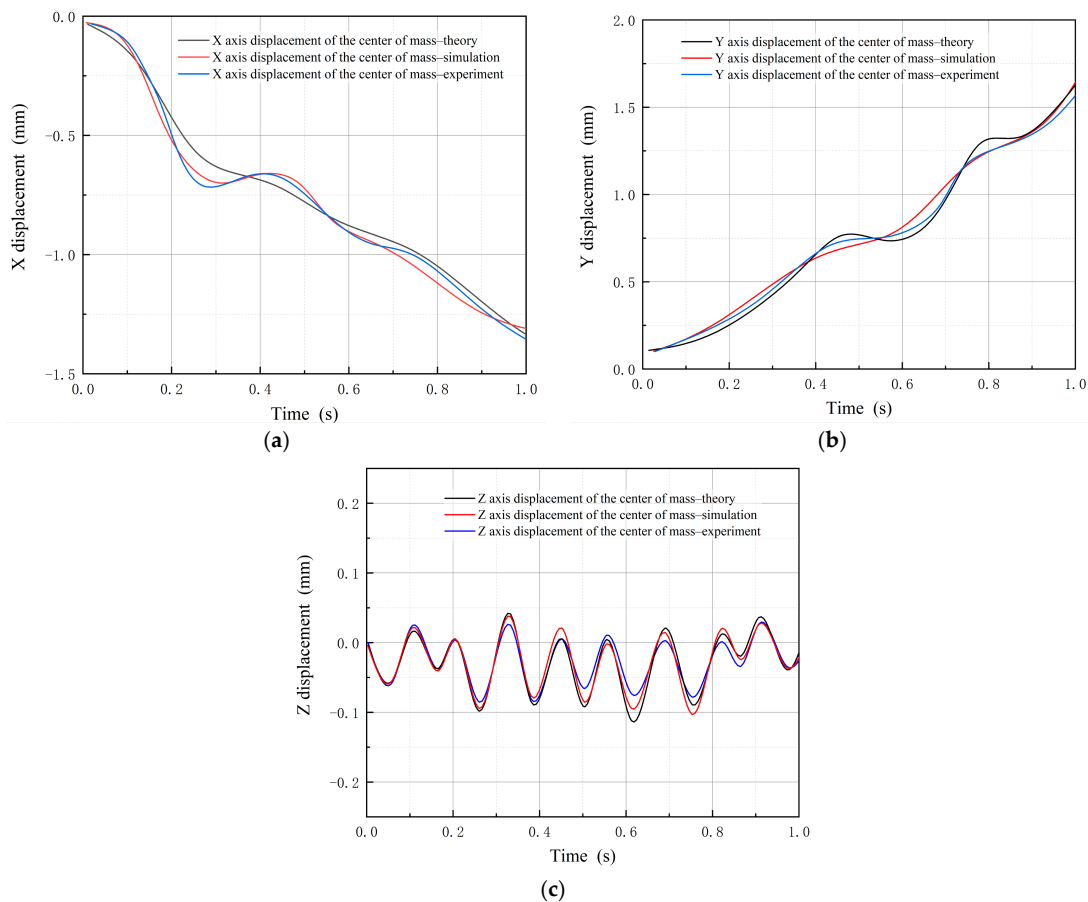 0.0
-0.5
-1.0
-1.5
X displacement (mm)
X axis displacement of the center of mass–theory
X axis displacement of the center of mass–simulation
X axis displacement of the center of mass–experiment
0.0 0.2 0.4 0.6 0.8 1.0
Time (s)
(a)
2.0
1.5
1.0
0.5
0.0
Y displacement (mm)
Y axis displacement of the center of mass–theory
Y axis displacement of the center of mass–simulation
Y axis displacement of the center of mass–experiment
0.0 0.2 0.4 0.6 0.8 1.0
Time (s)
(b)
0.2
0.1
0.0
-0.1
-0.2
Z displacement (mm)
Z axis displacement of the center of mass–theory
Z axis displacement of the center of mass–simulation
Z axis displacement of the center of mass–experiment
0.0 0.2 0.4 0.6 0.8 1.0
Time (s)
(c)